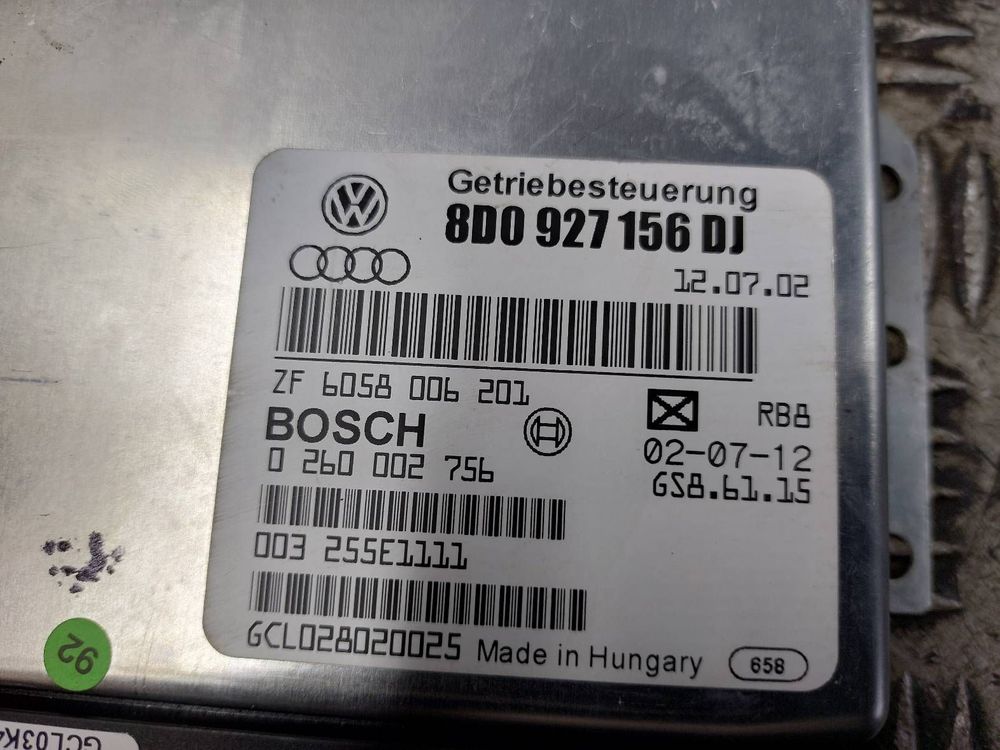 Getriebesteuerung
8D0 927 156 DJ
12.07.02
ZF 6058 006 201
BOSCH
0 260 002 756
RB8
02-07-12
GS8.61.15
003 255E1111
GCL028020025 Made in Hungary 658
92